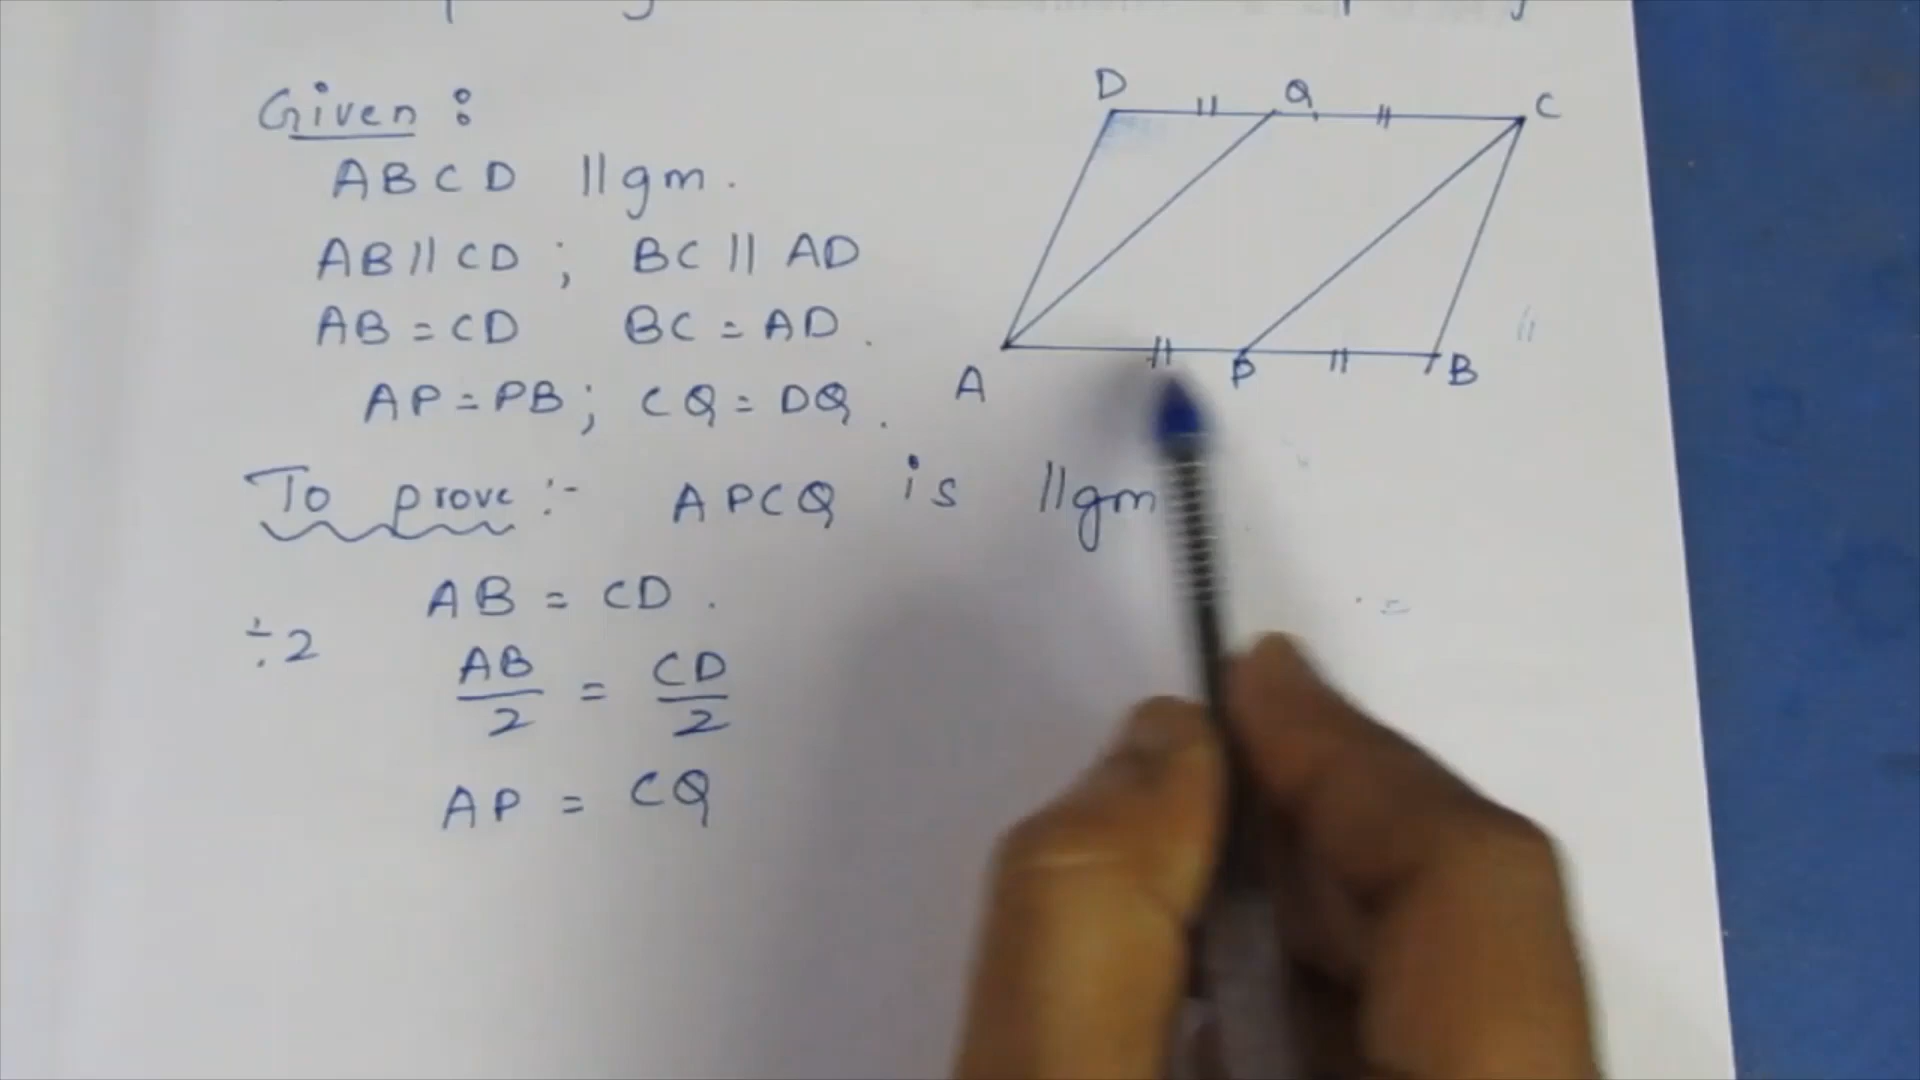 Given :
ABCD ||gm.
AB || CD ; BC || AD
AB = CD BC = AD.
AP = PB; CQ = DQ.
To prove :- APCQ is ||gm
AB = CD.
÷2 AB/2 = CD/2
AP = CQ
D Q C
A P B